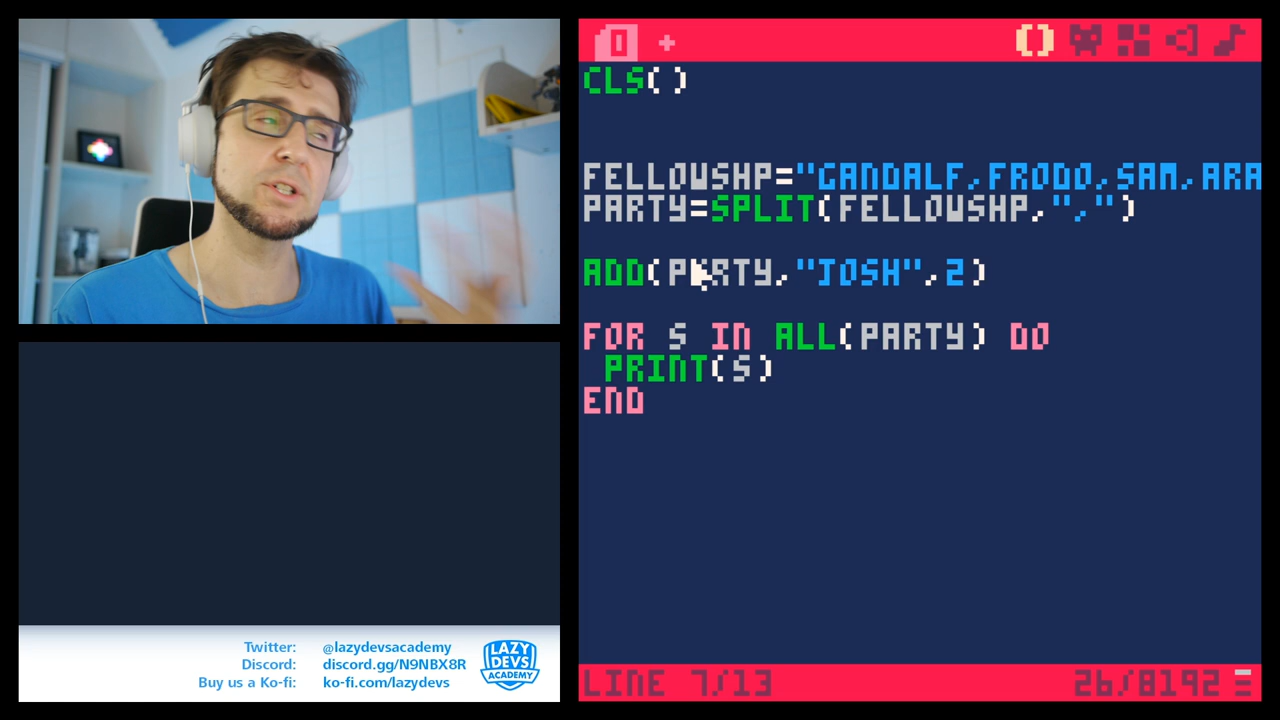 CLS()
FELLOWSHP="GANDALF,FRODO,SAM,ARA
PARTY=SPLIT(FELLOWSHP,",")
ADD(PARTY,"JOSH",2)
FOR S IN ALL(PARTY) DO
PRINT(S)
END
LINE 7/13 26/8192
Twitter: @lazydevsacademy
Discord: discord.gg/N9NBX8R
Buy us a Ko-fi: ko-fi.com/lazydevs
LAZY DEVS ACADEMY